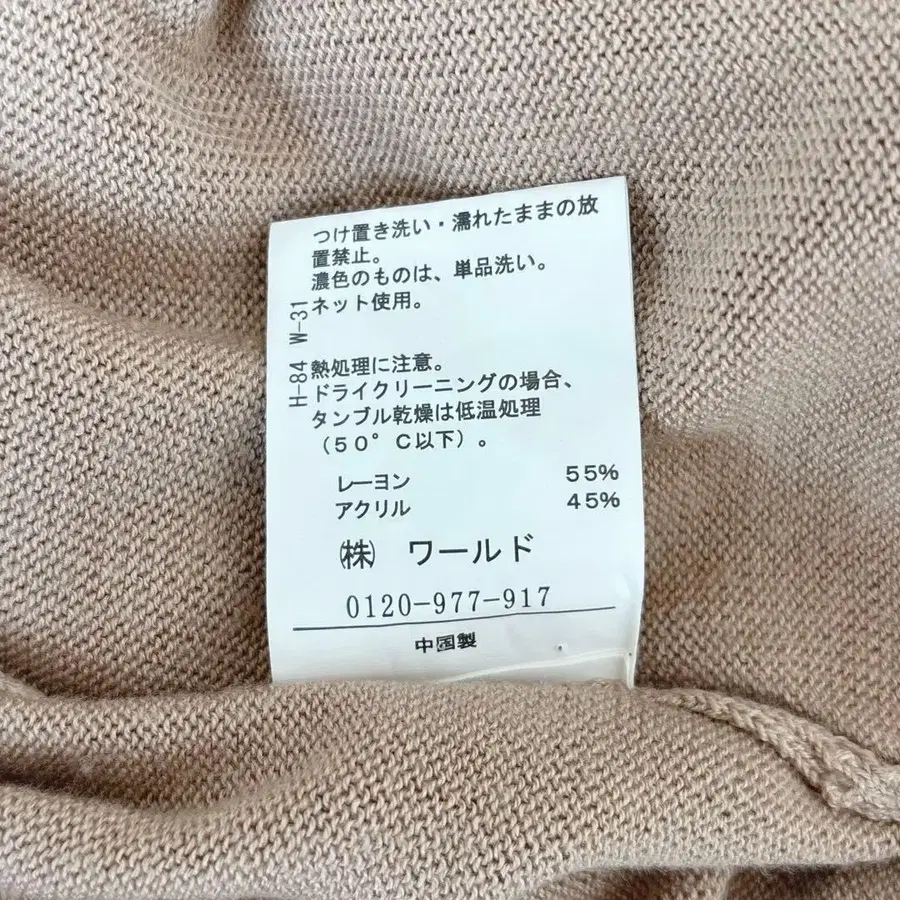 つけ置き洗い・濡れたままの放
置禁止。
濃色のものは、単品洗い。
ネット使用。
熱処理に注意。
ドライクリーニングの場合、
タンブル乾燥は低温処理
（５０°Ｃ以下）。
レーヨン 55%
アクリル 45%
㈱ ワールド
0120-977-917
中国製
H-84 W-31